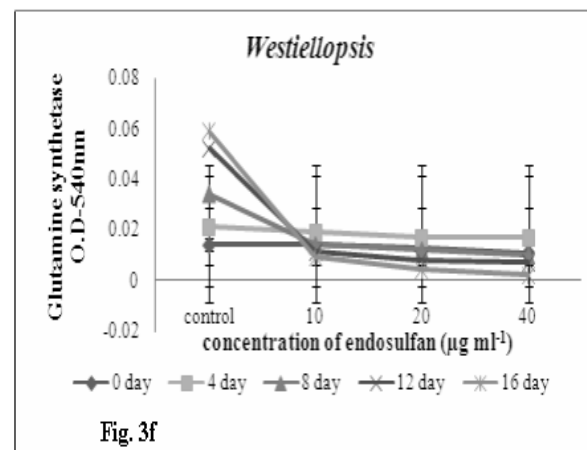 Westiellopsis
Glutamine synthetase
O.D-540nm
0.08
0.06
0.04
0.02
0
-0.02
control 10 20 40
concentration of endosulfan (µg ml-1)
0 day 4 day 8 day 12 day 16 day
Fig. 3f